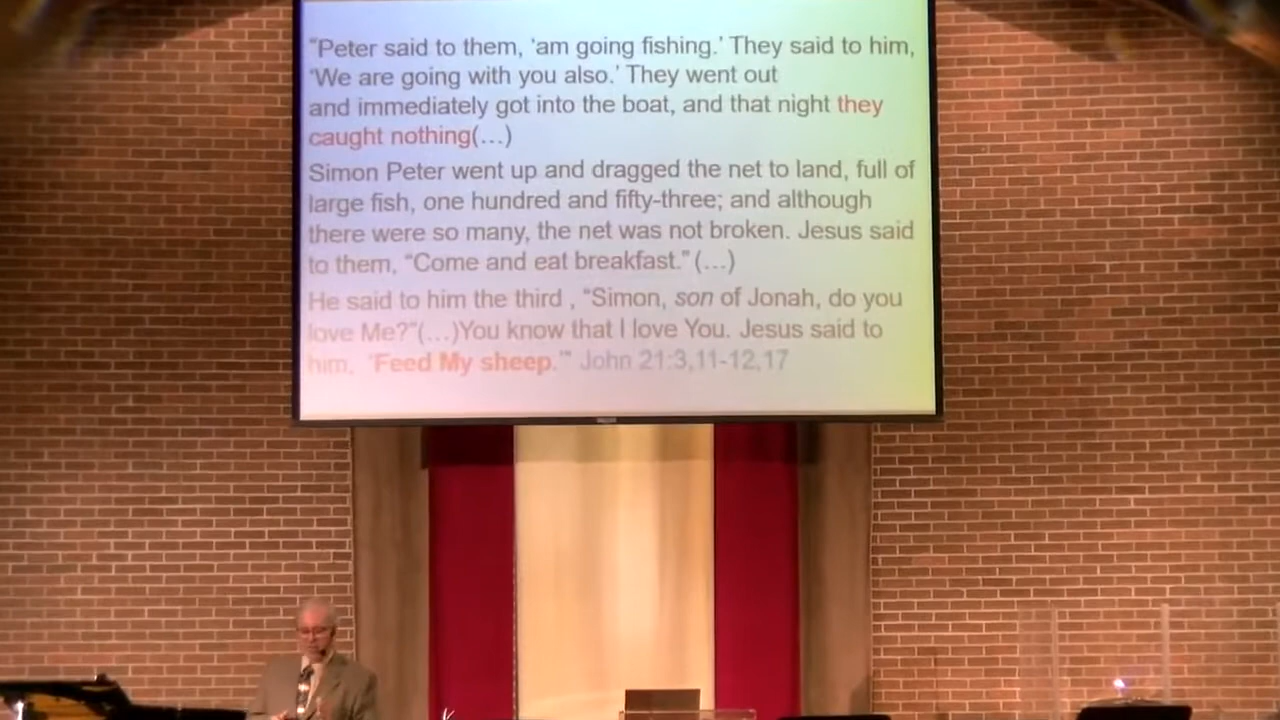 “Peter said to them, ‘am going fishing.’ They said to him,
‘We are going with you also.’ They went out
and immediately got into the boat, and that night they
caught nothing(…)
Simon Peter went up and dragged the net to land, full of
large fish, one hundred and fifty-three; and although
there were so many, the net was not broken. Jesus said
to them, “Come and eat breakfast.” (…)
He said to him the third , “Simon, son of Jonah, do you
love Me?”(…)You know that I love You. Jesus said to
him, ‘Feed My sheep.’” John 21:3,11-12,17